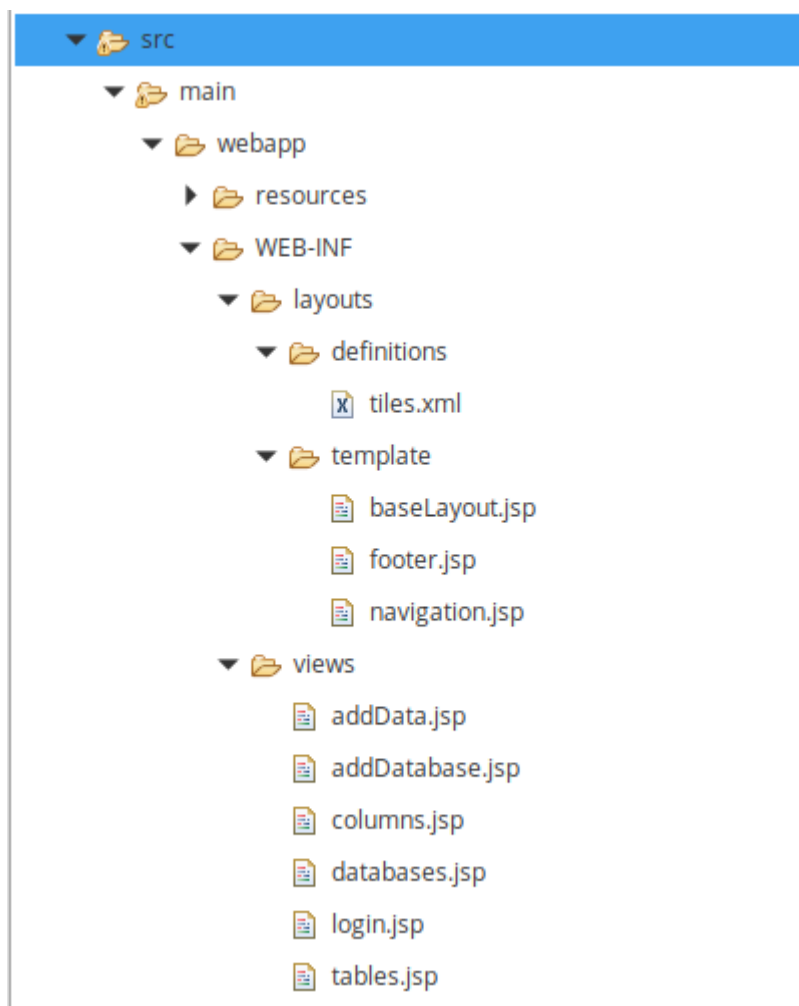 src
main
webapp
resources
WEB-INF
layouts
definitions
tiles.xml
template
baseLayout.jsp
footer.jsp
navigation.jsp
views
addData.jsp
addDatabase.jsp
columns.jsp
databases.jsp
login.jsp
tables.jsp